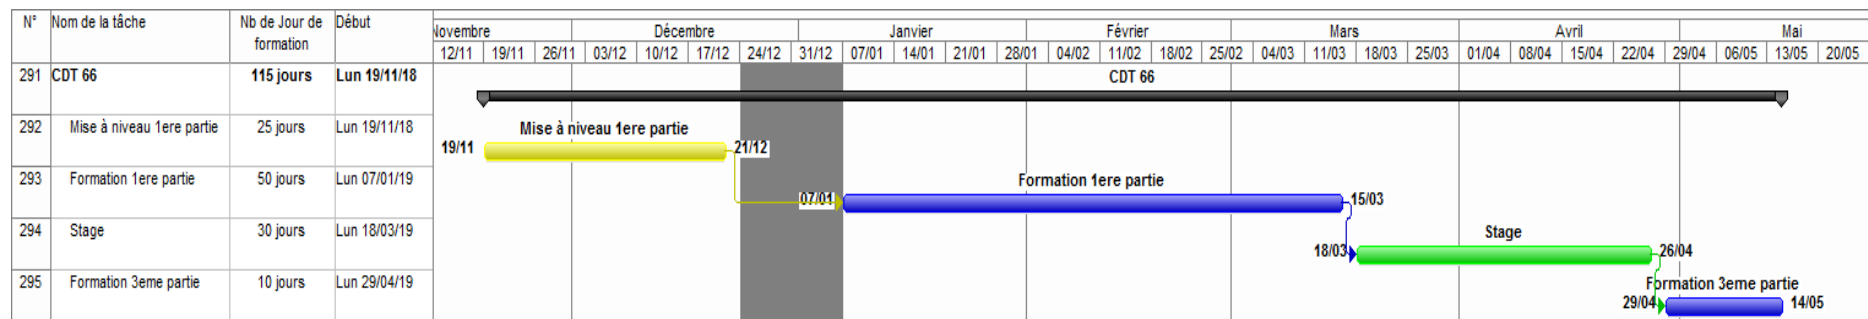 N° Nom de la tâche Nb de Jour de formation Début
Novembre Décembre Janvier Février Mars Avril Mai
12/11 19/11 26/11 03/12 10/12 17/12 24/12 31/12 07/01 14/01 21/01 28/01 04/02 11/02 18/02 25/02 04/03 11/03 18/03 25/03 01/04 08/04 15/04 22/04 29/04 06/05 13/05 20/05
291 CDT 66 115 jours Lun 19/11/18 CDT 66
292 Mise à niveau 1ere partie 25 jours Lun 19/11/18 Mise à niveau 1ere partie
19/11 21/12
293 Formation 1ere partie 50 jours Lun 07/01/19 Formation 1ere partie
07/01 15/03
294 Stage 30 jours Lun 18/03/19 Stage
18/03 26/04
295 Formation 3eme partie 10 jours Lun 29/04/19 Formation 3eme partie
29/04 14/05